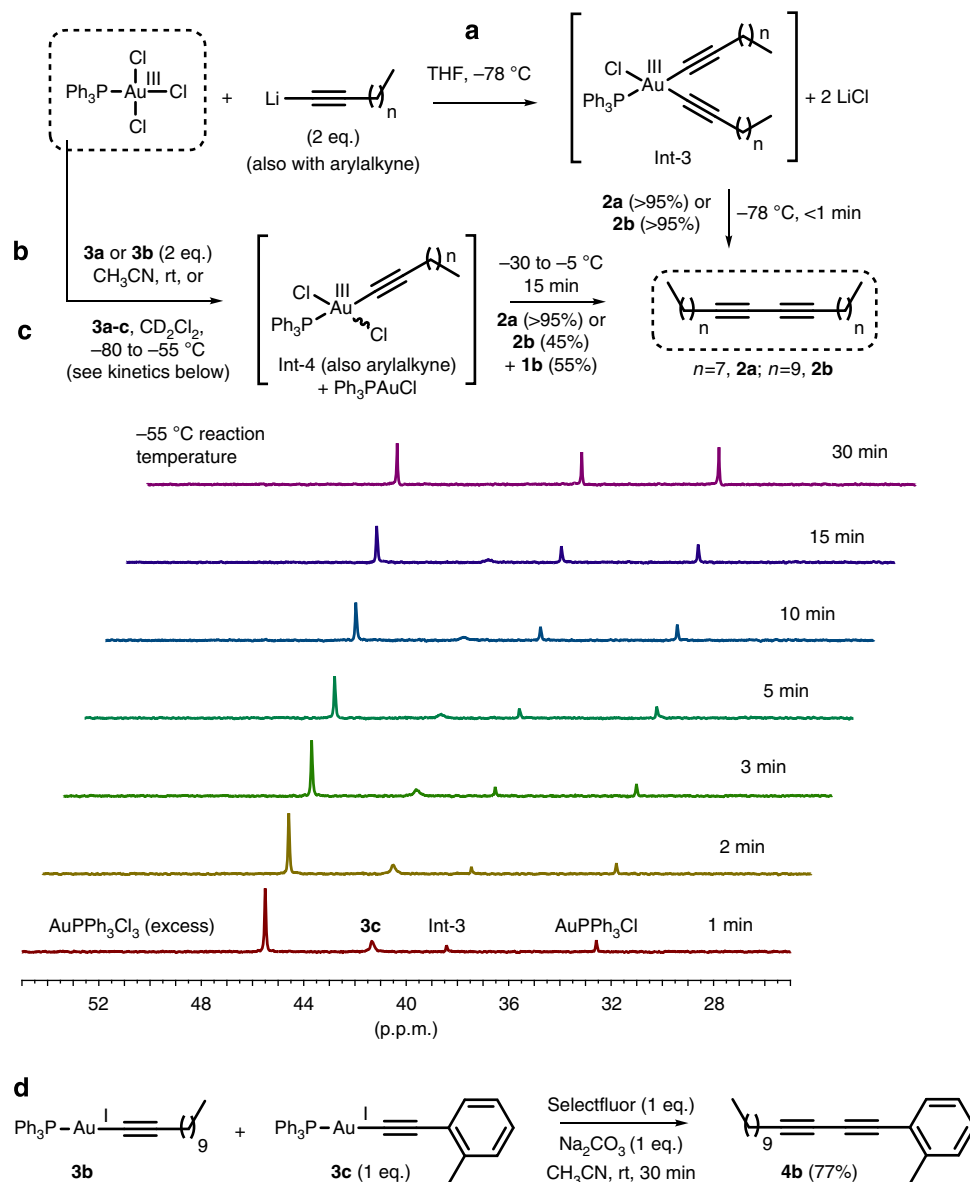 a
Cl
III
Ph3P Au Cl
Cl
+
Li
n
(2 eq.)
(also with arylalkyne)
THF, –78 °C
n
III
Cl
Au
Ph3P
n
Int-3
+ 2 LiCl
2a (>95%) or
2b (>95%)
–78 °C, <1 min
b
3a or 3b (2 eq.)
CH3CN, rt, or
c
3a-c, CD2Cl2,
–80 to –55 °C
(see kinetics below)
n
III
Cl
Au
Ph3P
Cl
Int-4 (also arylalkyne)
+ Ph3PAuCl
–30 to –5 °C
15 min
2a (>95%) or
2b (45%)
+ 1b (55%)
n
n
n=7, 2a; n=9, 2b
–55 °C reaction
temperature
30 min
15 min
10 min
5 min
3 min
2 min
AuPPh3Cl3 (excess)
3c
Int-3
AuPPh3Cl
1 min
52 48 44 40 36 32 28
(p.p.m.)
d
I
Ph3P Au
9
3b
+
I
Ph3P Au
3c (1 eq.)
Selectfluor (1 eq.)
Na2CO3 (1 eq.)
CH3CN, rt, 30 min
9
4b (77%)